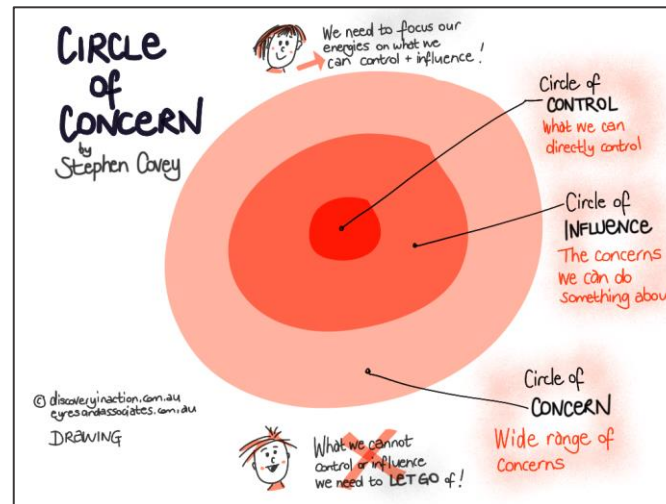 CIRCLE
of
CONCERN
by
Stephen Covey
We need to focus our
energies on what we
can control + influence!
Circle of
CONTROL
What we can
directly control
Circle of
INFLUENCE
The concerns
we can do
something abou
Circle of
CONCERN
Wide range of
concerns
© discoveryinaction.com.au
eyresandassociates.com.au
DRAWING
What we cannot
control or influence
we need to LET GO of!